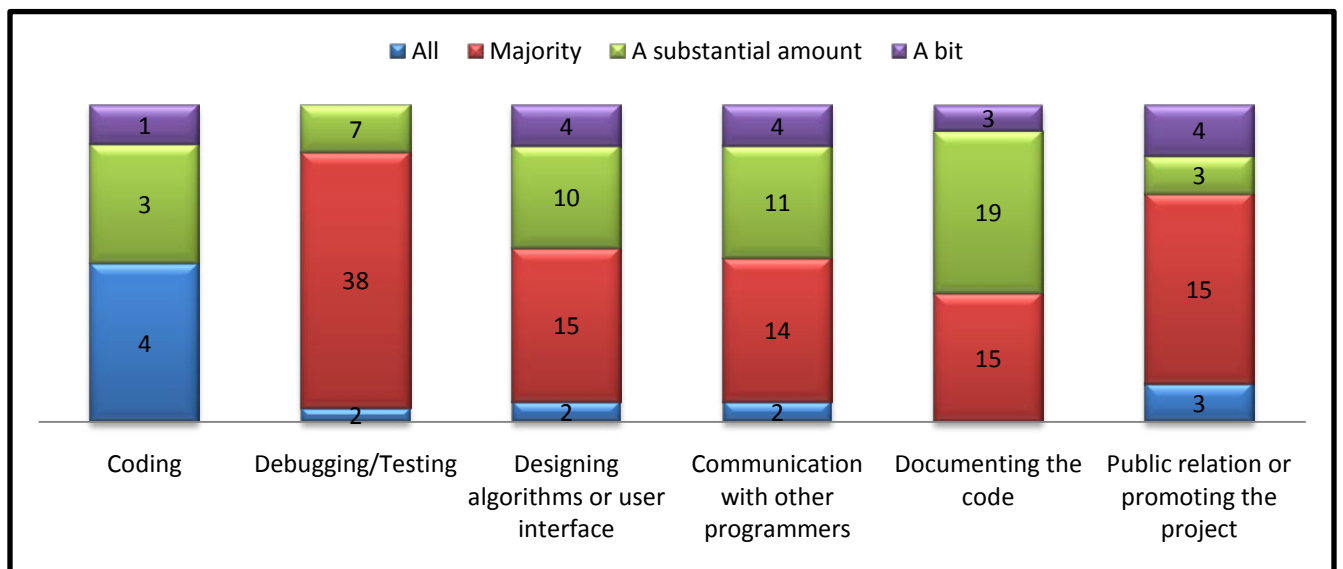 All Majority A substantial amount A bit
1 7 4 4 3 4
3 38 10 11 19 3
4 2 15 14 15 15
2 2 3
Coding Debugging/Testing Designing algorithms or user interface Communication with other programmers Documenting the code Public relation or promoting the project